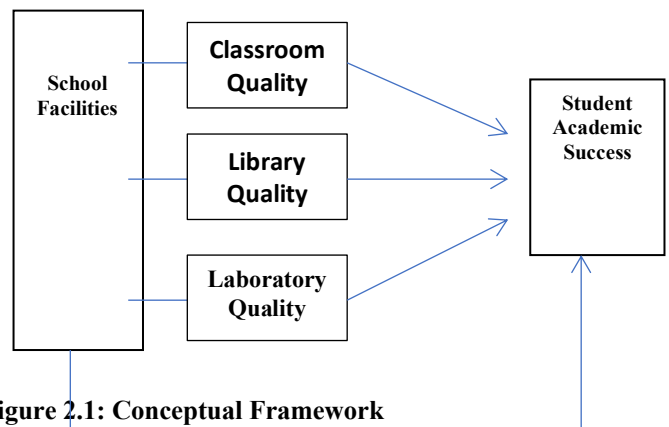 School
Facilities
Classroom
Quality
Library
Quality
Laboratory
Quality
Student
Academic
Success
igure 2.1: Conceptual Framework